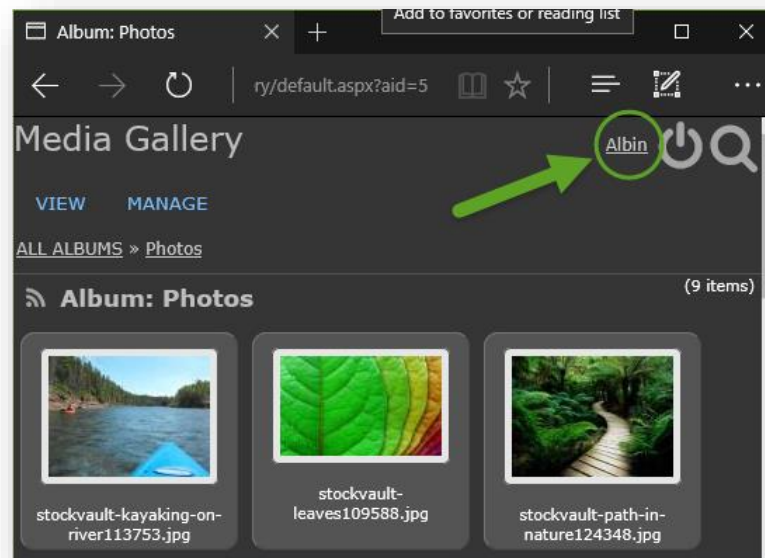 Album: Photos
Add to favorites or reading list
ry/default.aspx?aid=5
Media Gallery
Albin
VIEW MANAGE
ALL ALBUMS » Photos
Album: Photos
(9 items)
stockvault-kayaking-on-
river113753.jpg
stockvault-
leaves109588.jpg
stockvault-path-in-
nature124348.jpg